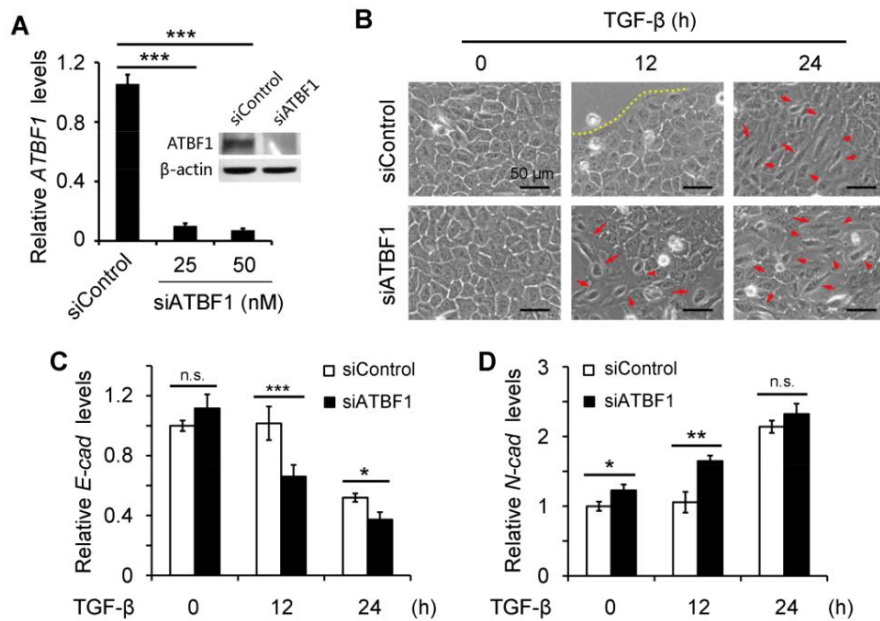 A
***
***
Relative ATBF1 levels
1.2
1.0
0.4
0
siControl
siATBF1
ATBF1
β-actin
siControl
25
50
siATBF1 (nM)
B
TGF-β (h)
0
12
24
siControl
50 μm
siATBF1
C
Relative E-cad levels
1.2
0.8
0.4
0
n.s.
***
*
siControl
siATBF1
TGF-β
0
12
24
(h)
D
Relative N-cad levels
3
2
1
0
*
**
n.s.
siControl
siATBF1
TGF-β
0
12
24
(h)